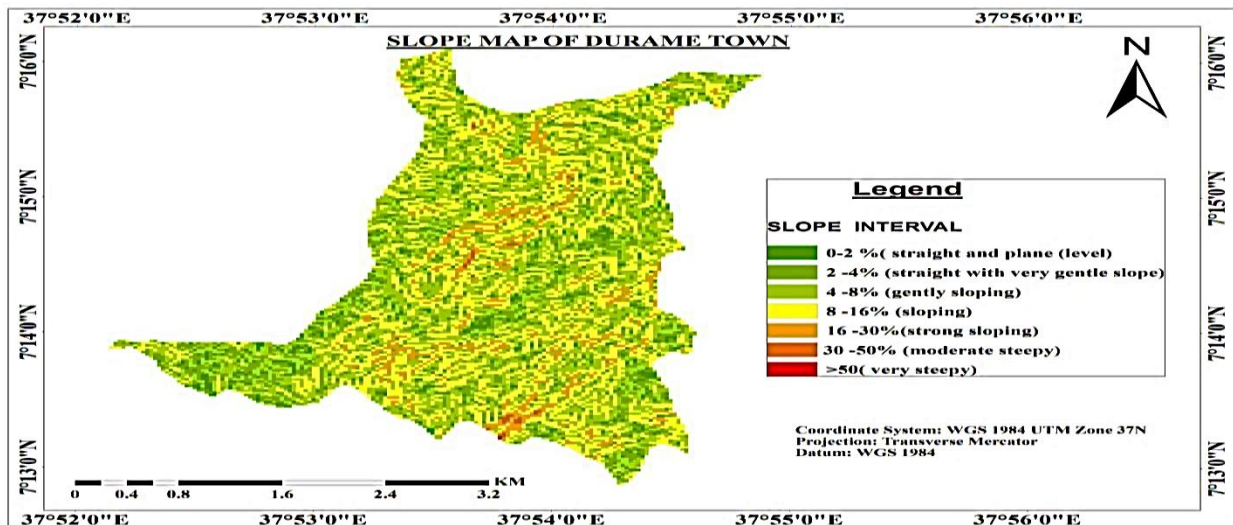 37°52'0"E 37°53'0"E 37°54'0"E 37°55'0"E 37°56'0"E
SLOPE MAP OF DURAME TOWN
N
7°16'0"N 7°16'0"N
7°15'0"N 7°15'0"N
7°14'0"N 7°14'0"N
7°13'0"N 7°13'0"N
Legend
SLOPE INTERVAL
0-2 %( straight and plane (level)
2 -4% (straight with very gentle slope)
4 -8% (gently sloping)
8 -16% (sloping)
16 -30%(strong sloping)
30 -50% (moderate steepy)
>50( very steepy)
Coordinate System: WGS 1984 UTM Zone 37N
Projection: Transverse Mercator
Datum: WGS 1984
KM
0 0.4 0.8 1.6 2.4 3.2
37°52'0"E 37°53'0"E 37°54'0"E 37°55'0"E 37°56'0"E